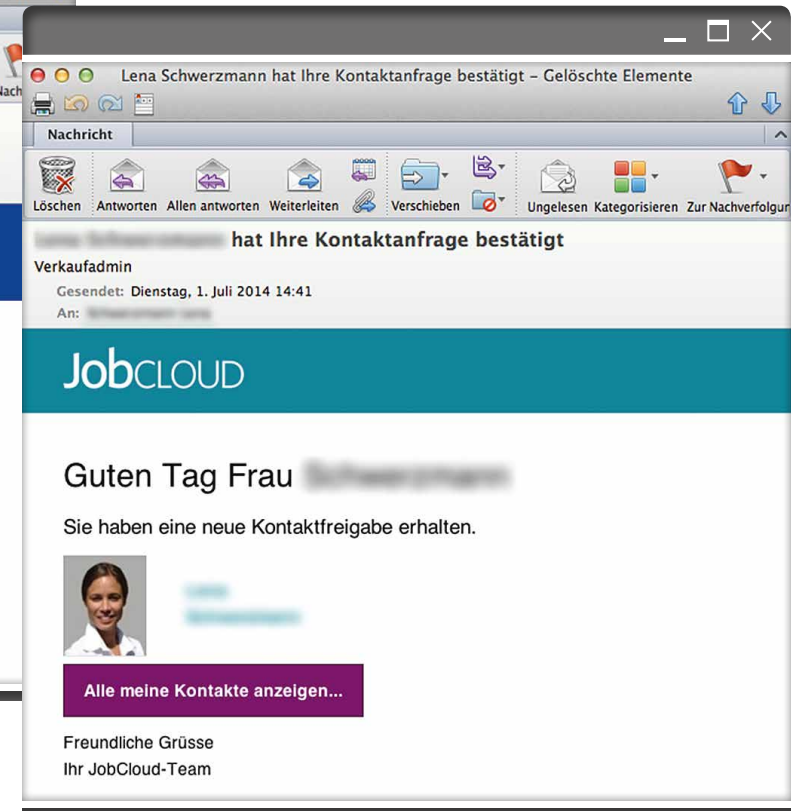 Nach
Lena Schwerzmann hat Ihre Kontaktanfrage bestätigt – Gelöschte Elemente
Nachricht
Löschen Antworten Allen antworten Weiterleiten Verschieben Ungelesen Kategorisieren Zur Nachverfolgun
hat Ihre Kontaktanfrage bestätigt
Verkaufadmin
Gesendet: Dienstag, 1. Juli 2014 14:41
An:
JobCLOUD
Guten Tag Frau
Sie haben eine neue Kontaktfreigabe erhalten.
Alle meine Kontakte anzeigen...
Freundliche Grüsse
Ihr JobCloud-Team